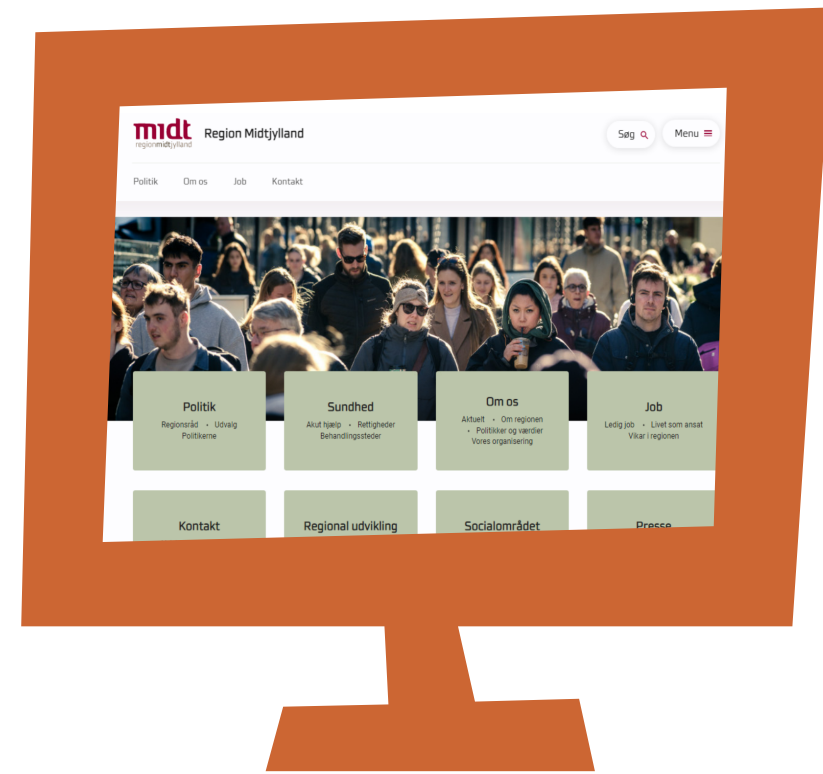 midt
regionmidtjylland
Region Midtjylland
Søg
Menu
Politik Om os Job Kontakt
Politik
Regionsråd • Udvalg
Politikerne
Sundhed
Akut hjælp • Rettigheder
Behandlingssteder
Om os
Aktuelt • Om regionen
• Politikker og værdier
Vores organisering
Job
Ledig job • Livet som ansat
Vikar i regionen
Kontakt
Regional udvikling
Socialområdet
Presse